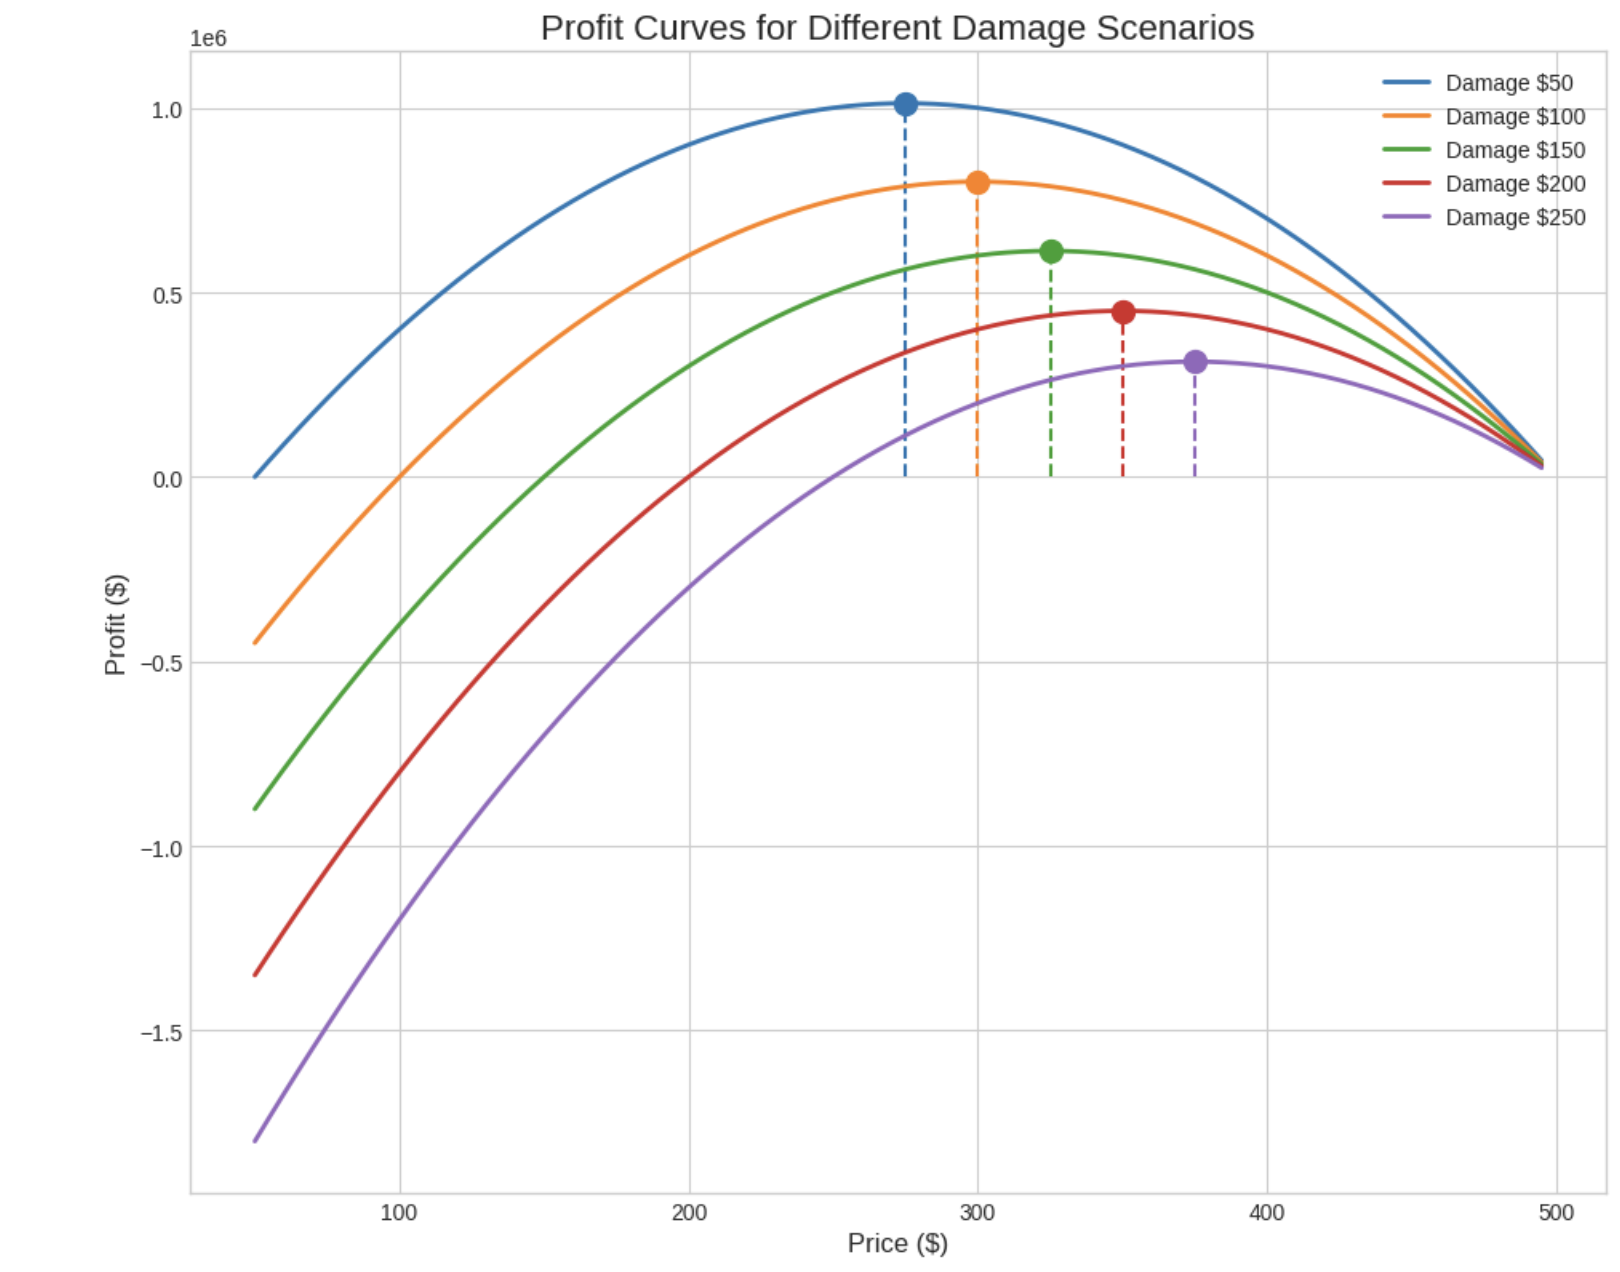 Profit Curves for Different Damage Scenarios
1e6
Damage $50
Damage $100
Damage $150
Damage $200
Damage $250
1.0
0.5
0.0
−0.5
−1.0
−1.5
Profit ($)
100 200 300 400 500
Price ($)